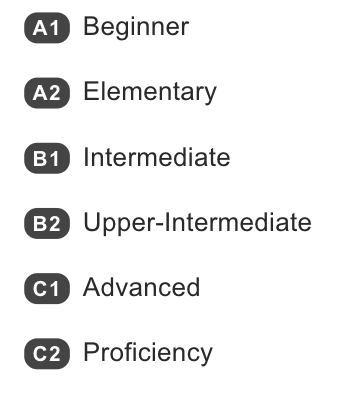 A1 Beginner
A2 Elementary
B1 Intermediate
B2 Upper-Intermediate
C1 Advanced
C2 Proficiency